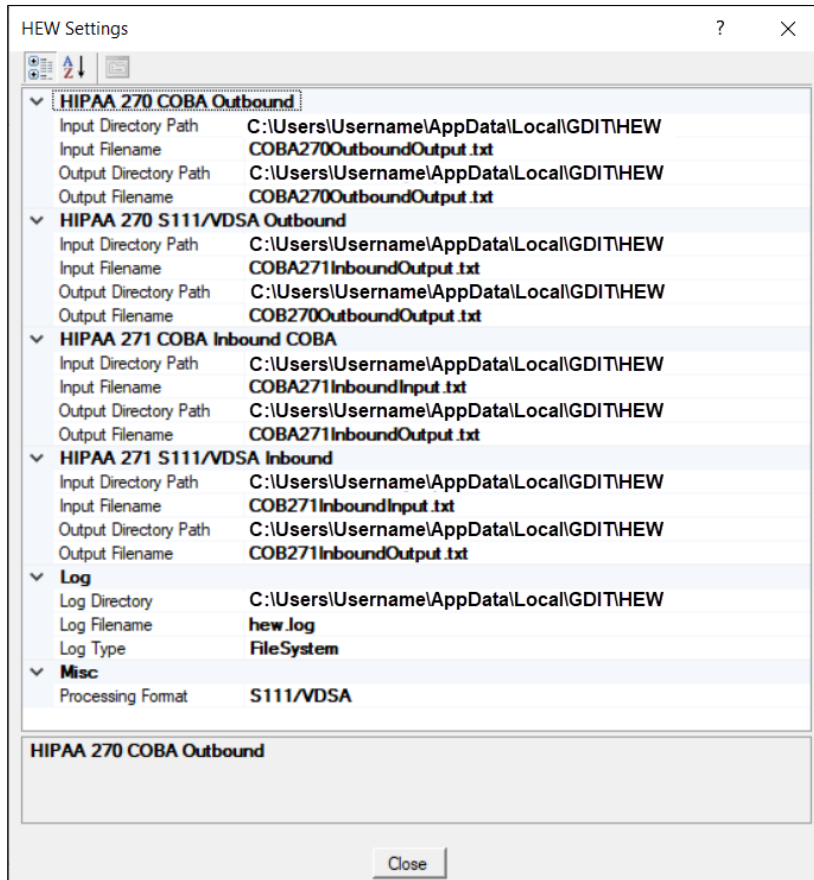 HEW Settings ? ×
A
Z
HIPAA 270 COBA Outbound
Input Directory Path C:\Users\Username\AppData\Local\GDIT\HEW
Input Filename COBA270OutboundOutput.txt
Output Directory Path C:\Users\Username\AppData\Local\GDIT\HEW
Output Filename COBA270OutboundOutput.txt
HIPAA 270 S111/VDSA Outbound
Input Directory Path C:\Users\Username\AppData\Local\GDIT\HEW
Input Filename COBA271InboundOutput.txt
Output Directory Path C:\Users\Username\AppData\Local\GDIT\HEW
Output Filename COB270OutboundOutput.txt
HIPAA 271 COBA Inbound COBA
Input Directory Path C:\Users\Username\AppData\Local\GDIT\HEW
Input Filename COBA271InboundInput.txt
Output Directory Path C:\Users\Username\AppData\Local\GDIT\HEW
Output Filename COBA271InboundOutput.txt
HIPAA 271 S111/VDSA Inbound
Input Directory Path C:\Users\Username\AppData\Local\GDIT\HEW
Input Filename COB271InboundInput.txt
Output Directory Path C:\Users\Username\AppData\Local\GDIT\HEW
Output Filename COB271InboundOutput.txt
Log
Log Directory C:\Users\Username\AppData\Local\GDIT\HEW
Log Filename hew.log
Log Type FileSystem
Misc
Processing Format S111/VDSA
HIPAA 270 COBA Outbound
Close